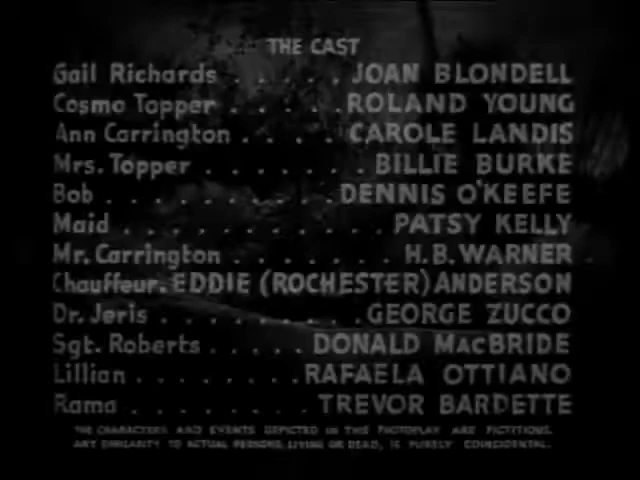 THE CAST
Gail Richards . . . . . JOAN BLONDELL
Cosmo Topper . . . . . ROLAND YOUNG
Ann Carrington . . . . CAROLE LANDIS
Mrs. Topper . . . . . . . BILLIE BURKE
Bob . . . . . . . . . . DENNIS O'KEEFE
Maid . . . . . . . . . . . . PATSY KELLY
Mr. Carrington . . . . . . . H.B. WARNER
Chauffeur. EDDIE (ROCHESTER) ANDERSON
Dr. Jeris . . . . . . . . . GEORGE ZUCCO
Sgt. Roberts . . . . . DONALD MacBRIDE
Lillian . . . . . . . . RAFAELA OTTIANO
Rama . . . . . . . . TREVOR BARDETTE
THE CHARACTERS AND EVENTS DEPICTED IN THIS PHOTOPLAY ARE FICTITIOUS.
ANY SIMILARITY TO ACTUAL PERSONS, LIVING OR DEAD, IS PURELY COINCIDENTAL.